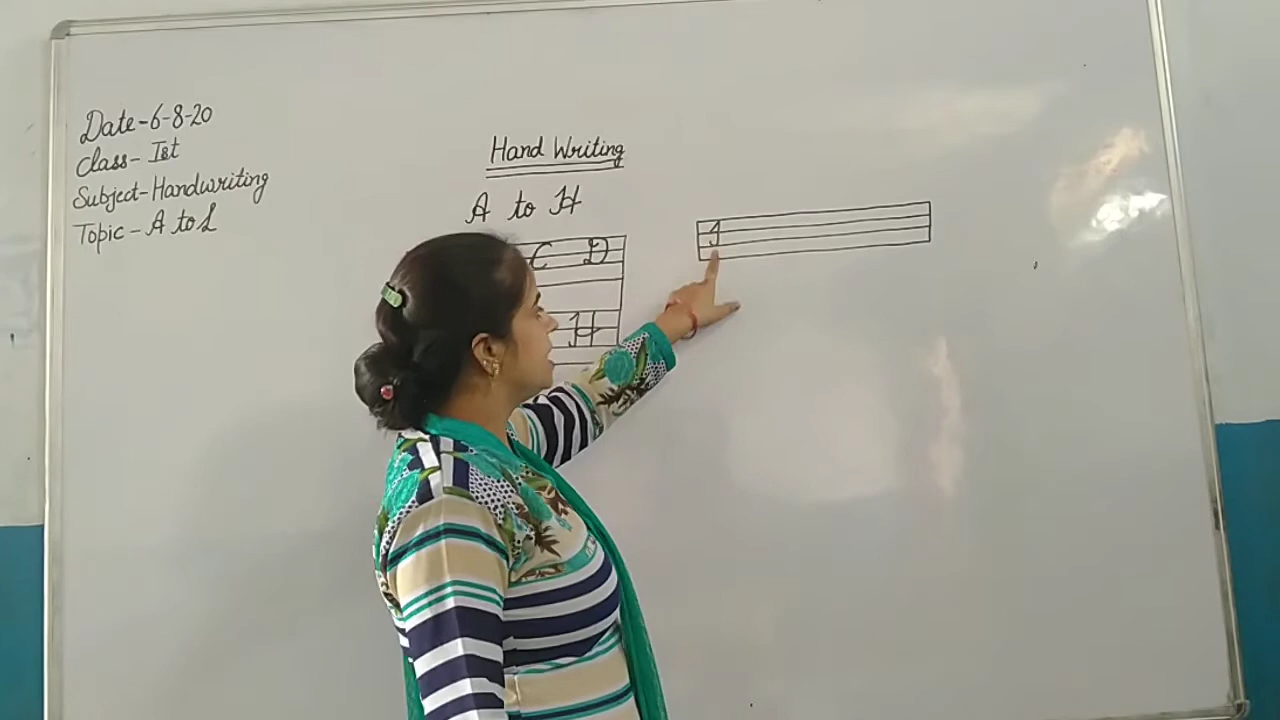 Date-6-8-20
Class- Ist
Subject-Handwriting
Topic - A to L
Hand Writing
A to H
C D
H
I